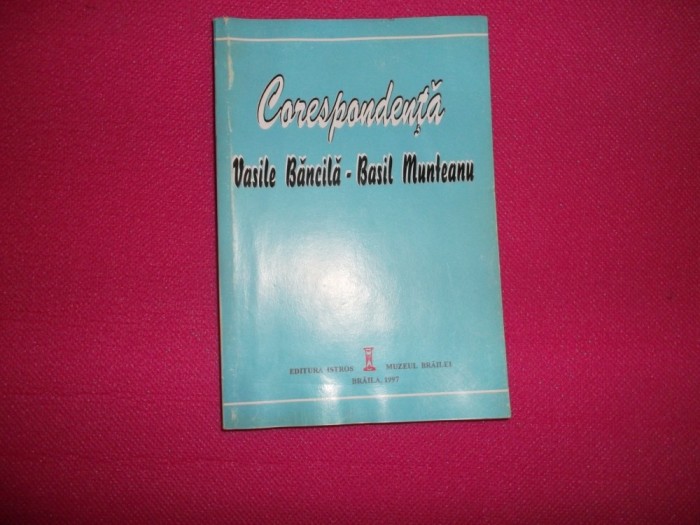 Corespondență
Vasile Băncilă - Basil Munteanu
EDITURA ISTROS MUZEUL BRĂILEI
BRĂILA, 1997